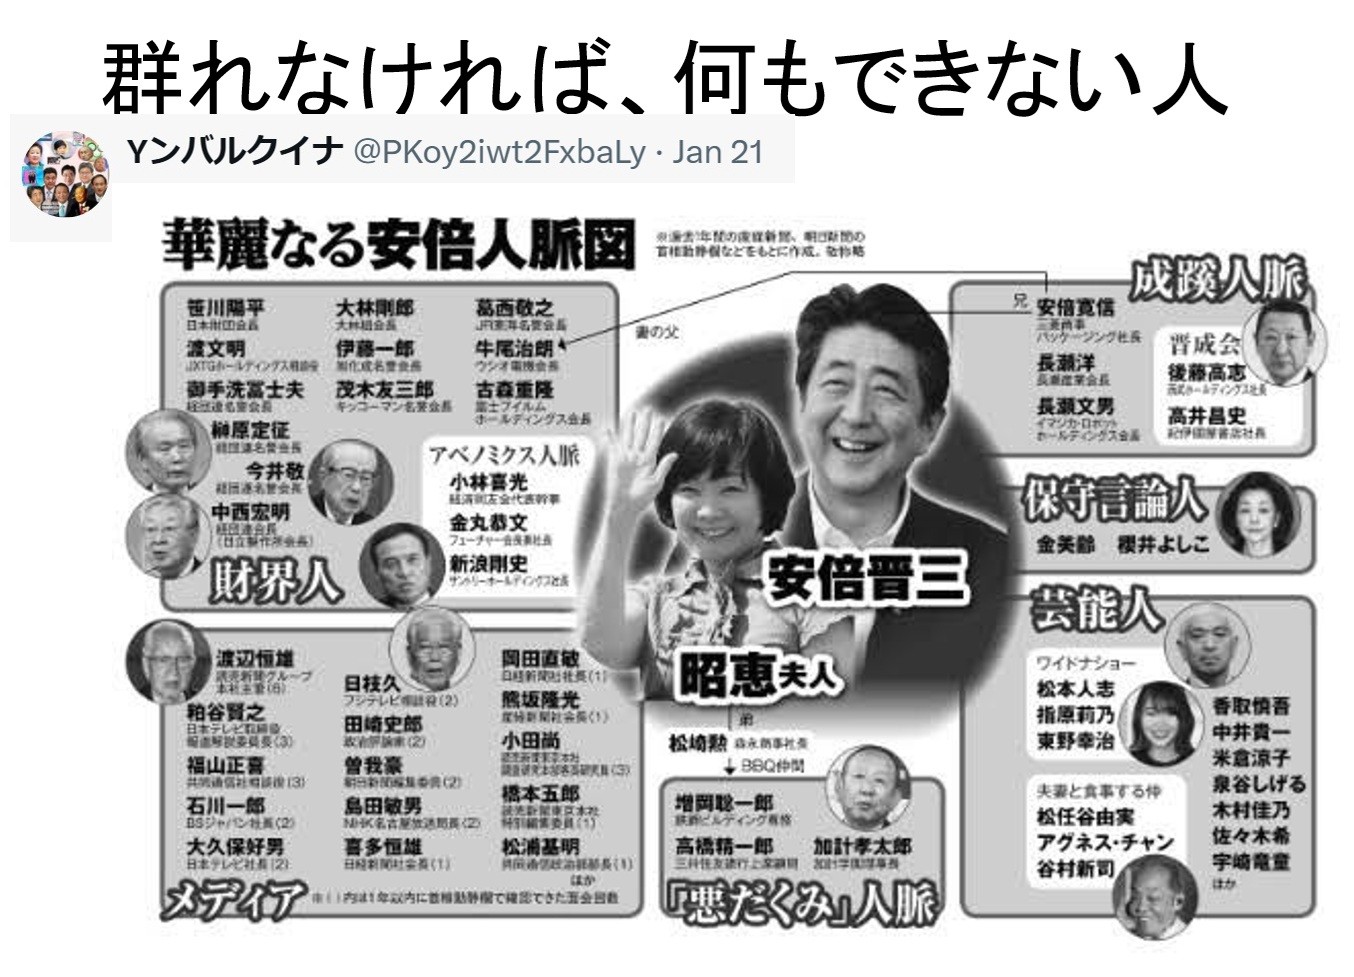 群れなければ、何もできない人
Yンバルクイナ @PKoy2iwt2FxbaLy · Jan 21
華麗なる安倍人脈図
※過去1年間の産経新聞、朝日新聞の
首相動静欄などをもとに作成。敬称略
笹川陽平
日本財団会長
渡文明
JXTGホールディングス相談役
御手洗冨士夫
経団連名誉会長
榊原定征
経団連名誉会長
今井敬
経団連名誉会長
中西宏明
経団連会長
(日立製作所会長)
大林剛郎
大林組会長
伊藤一郎
旭化成名誉会長
茂木友三郎
キッコーマン名誉会長
葛西敬之
JR東海名誉会長
牛尾治朗
ウシオ電機会長
古森重隆
富士フイルム
ホールディングス会長
アベノミクス人脈
小林喜光
経済同友会代表幹事
金丸恭文
フューチャー会長兼社長
新浪剛史
サントリーホールディングス社長
財界人
妻の父
兄
成蹊人脈
安倍寛信
三菱商事
パッケージング社長
長瀬洋
長瀬産業会長
長瀬文男
イマジカ・ロボット
ホールディングス会長
晋成会
後藤高志
西武ホールディングス社長
高井昌史
紀伊國屋書店社長
保守言論人
金美齢 櫻井よしこ
安倍晋三
昭恵夫人
弟
松崎勲 森永商事社長
BBQ仲間
渡辺恒雄
読売新聞グループ
本社主筆(6)
粕谷賢之
日本テレビ取締役
報道解説委員長(3)
福山正喜
共同通信社相談役(3)
石川一郎
BSジャパン社長(2)
大久保好男
日本テレビ社長(2)
日枝久
フジテレビ相談役(2)
田崎史郎
政治評論家(2)
曽我豪
朝日新聞編集委員(2)
島田敏男
NHK名古屋放送局長(2)
喜多恒雄
日経新聞社会長(1)
岡田直敏
日経新聞社社長(1)
熊坂隆光
産経新聞社会長(1)
小田尚
読売新聞東京本社
調査研究本部客員研究員(3)
橋本五郎
読売新聞東京本社
特別編集委員(1)
松浦基明
共同通信政治部部長(1)
ほか
メディア
※( )内は1年以内に首相動静欄で確認できた面会回数
増岡聡一郎
鉄鋼ビルディング専務
高橋精一郎
三井住友銀行上席顧問
加計孝太郎
加計学園理事長
「悪だくみ」人脈
芸能人
ワイドナショー
松本人志
指原莉乃
東野幸治
夫妻と食事する仲
松任谷由実
アグネス・チャン
谷村新司
香取慎吾
中井貴一
米倉涼子
泉谷しげる
木村佳乃
佐々木希
宇崎竜童
ほか